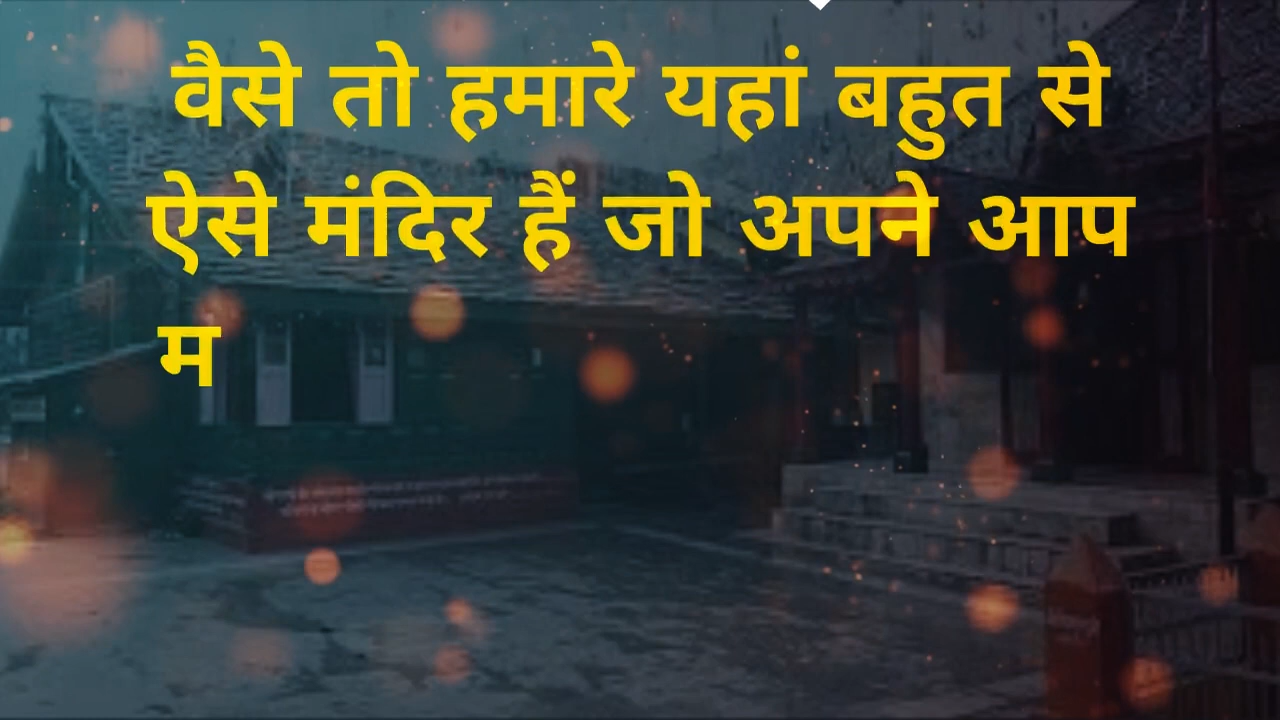 वैसे तो हमारे यहां बहुत से
ऐसे मंदिर हैं जो अपने आप
म